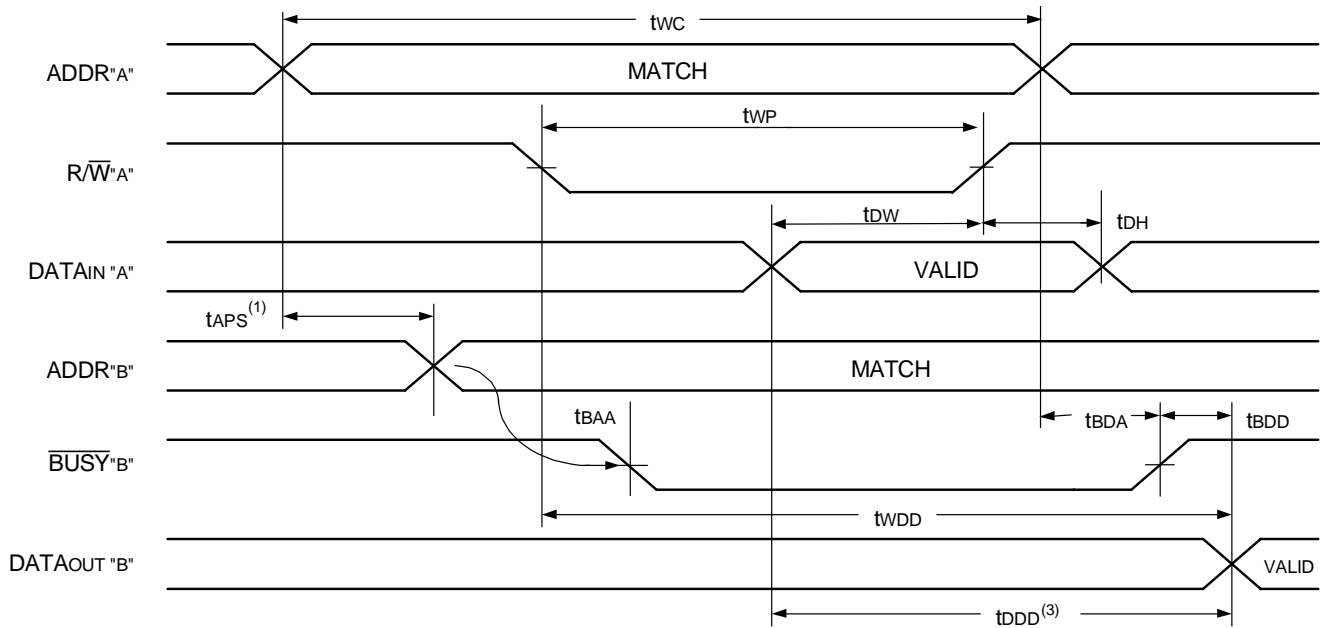 tWC
ADDR"A"
MATCH
tWP
R/W̅"A"
tDW
tDH
DATAIN "A"
VALID
tAPS(1)
ADDR"B"
MATCH
tBAA
tBDA
tBDD
B̅U̅S̅Y̅"B"
tWDD
DATAOUT "B"
VALID
tDDD(3)